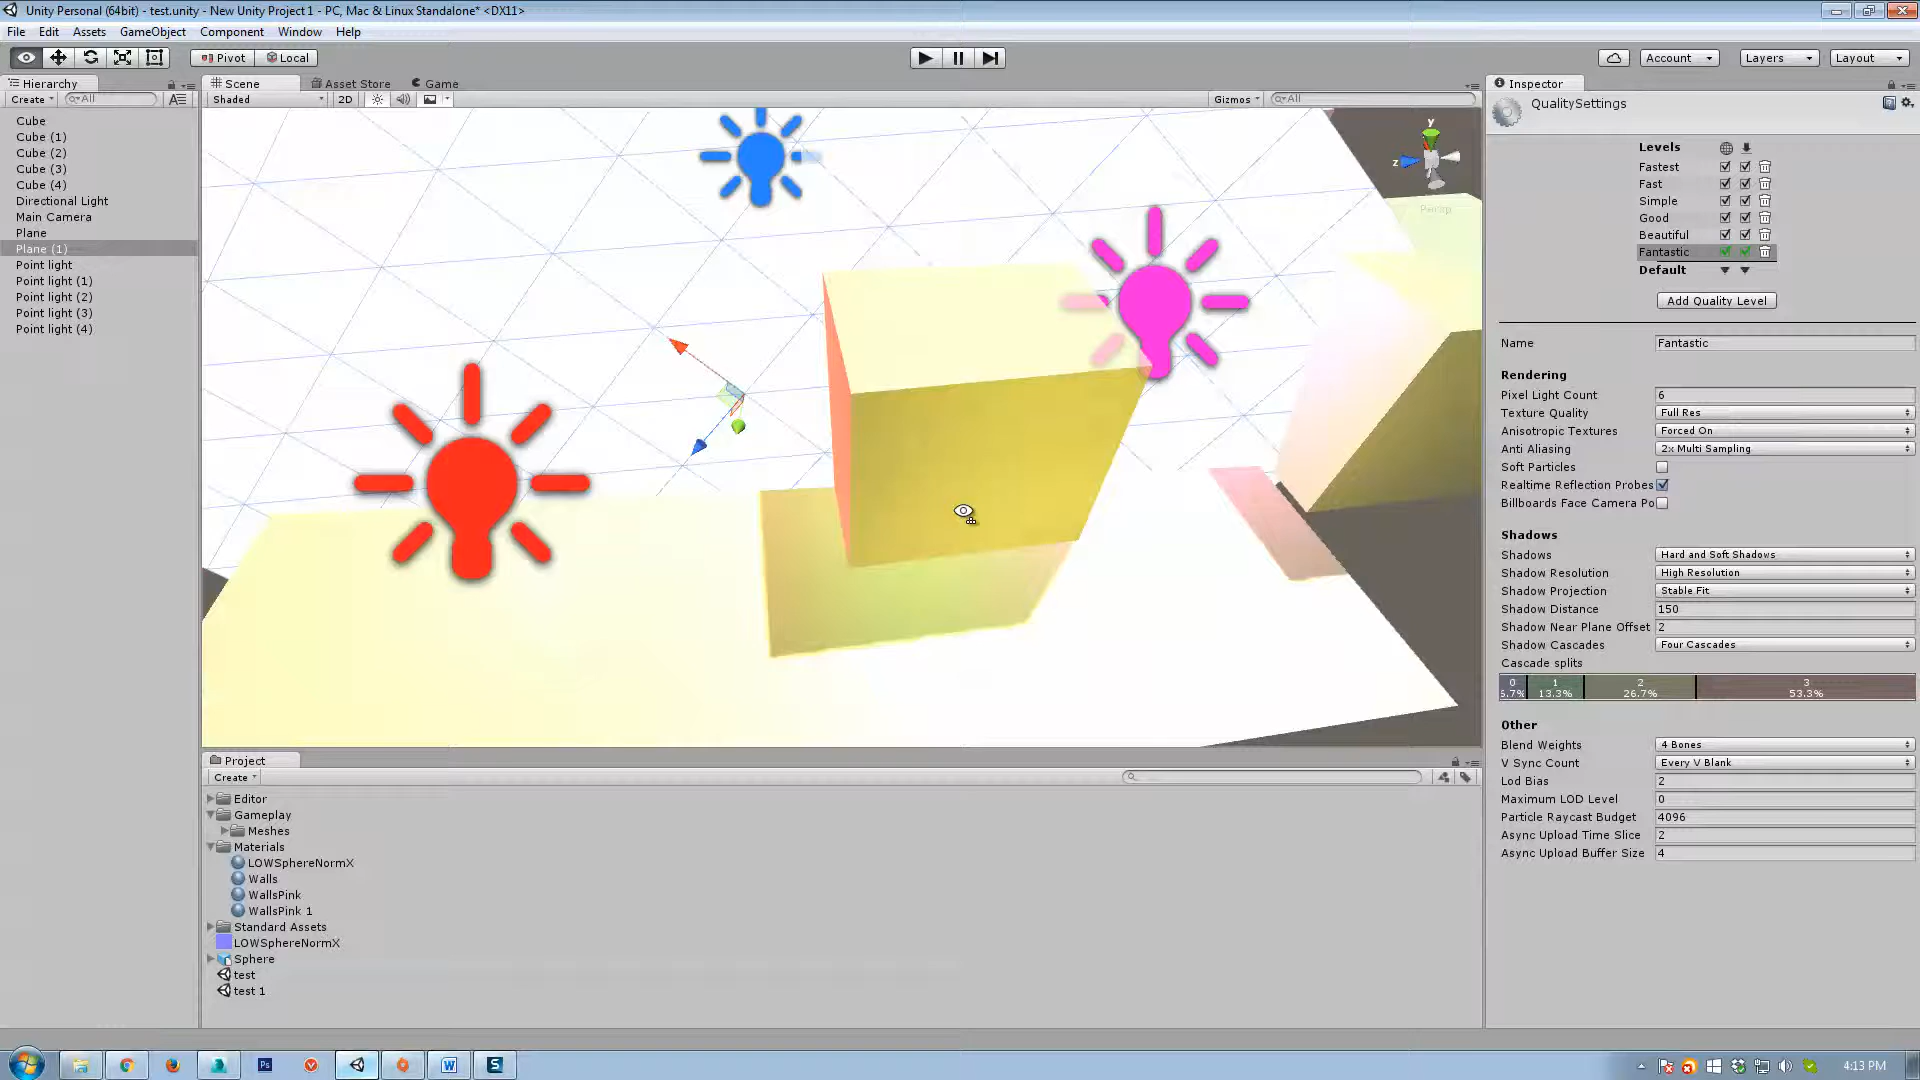 Unity Personal (64bit) - test.unity - New Unity Project 1 - PC, Mac & Linux Standalone* <DX11>
File Edit Assets GameObject Component Window Help
Pivot Local Account Layers Layout
Hierarchy
Create All
Cube
Cube (1)
Cube (2)
Cube (3)
Cube (4)
Directional Light
Main Camera
Plane
Plane (1)
Point light
Point light (1)
Point light (2)
Point light (3)
Point light (4)
Scene Asset Store Game
Shaded 2D Gizmos All
y
z
Persp
Project
Create
Editor
Gameplay
Meshes
Materials
LOWSphereNormX
Walls
WallsPink
WallsPink 1
Standard Assets
LOWSphereNormX
Sphere
test
test 1
Inspector
QualitySettings
Levels
Fastest
Fast
Simple
Good
Beautiful
Fantastic
Default
Add Quality Level
Name Fantastic
Rendering
Pixel Light Count 6
Texture Quality Full Res
Anisotropic Textures Forced On
Anti Aliasing 2x Multi Sampling
Soft Particles
Realtime Reflection Probes
Billboards Face Camera Po
Shadows
Shadows Hard and Soft Shadows
Shadow Resolution High Resolution
Shadow Projection Stable Fit
Shadow Distance 150
Shadow Near Plane Offset 2
Shadow Cascades Four Cascades
Cascade splits
0 1 2 3
5.7% 13.3% 26.7% 53.3%
Other
Blend Weights 4 Bones
V Sync Count Every V Blank
Lod Bias 2
Maximum LOD Level 0
Particle Raycast Budget 4096
Async Upload Time Slice 2
Async Upload Buffer Size 4
4:13 PM